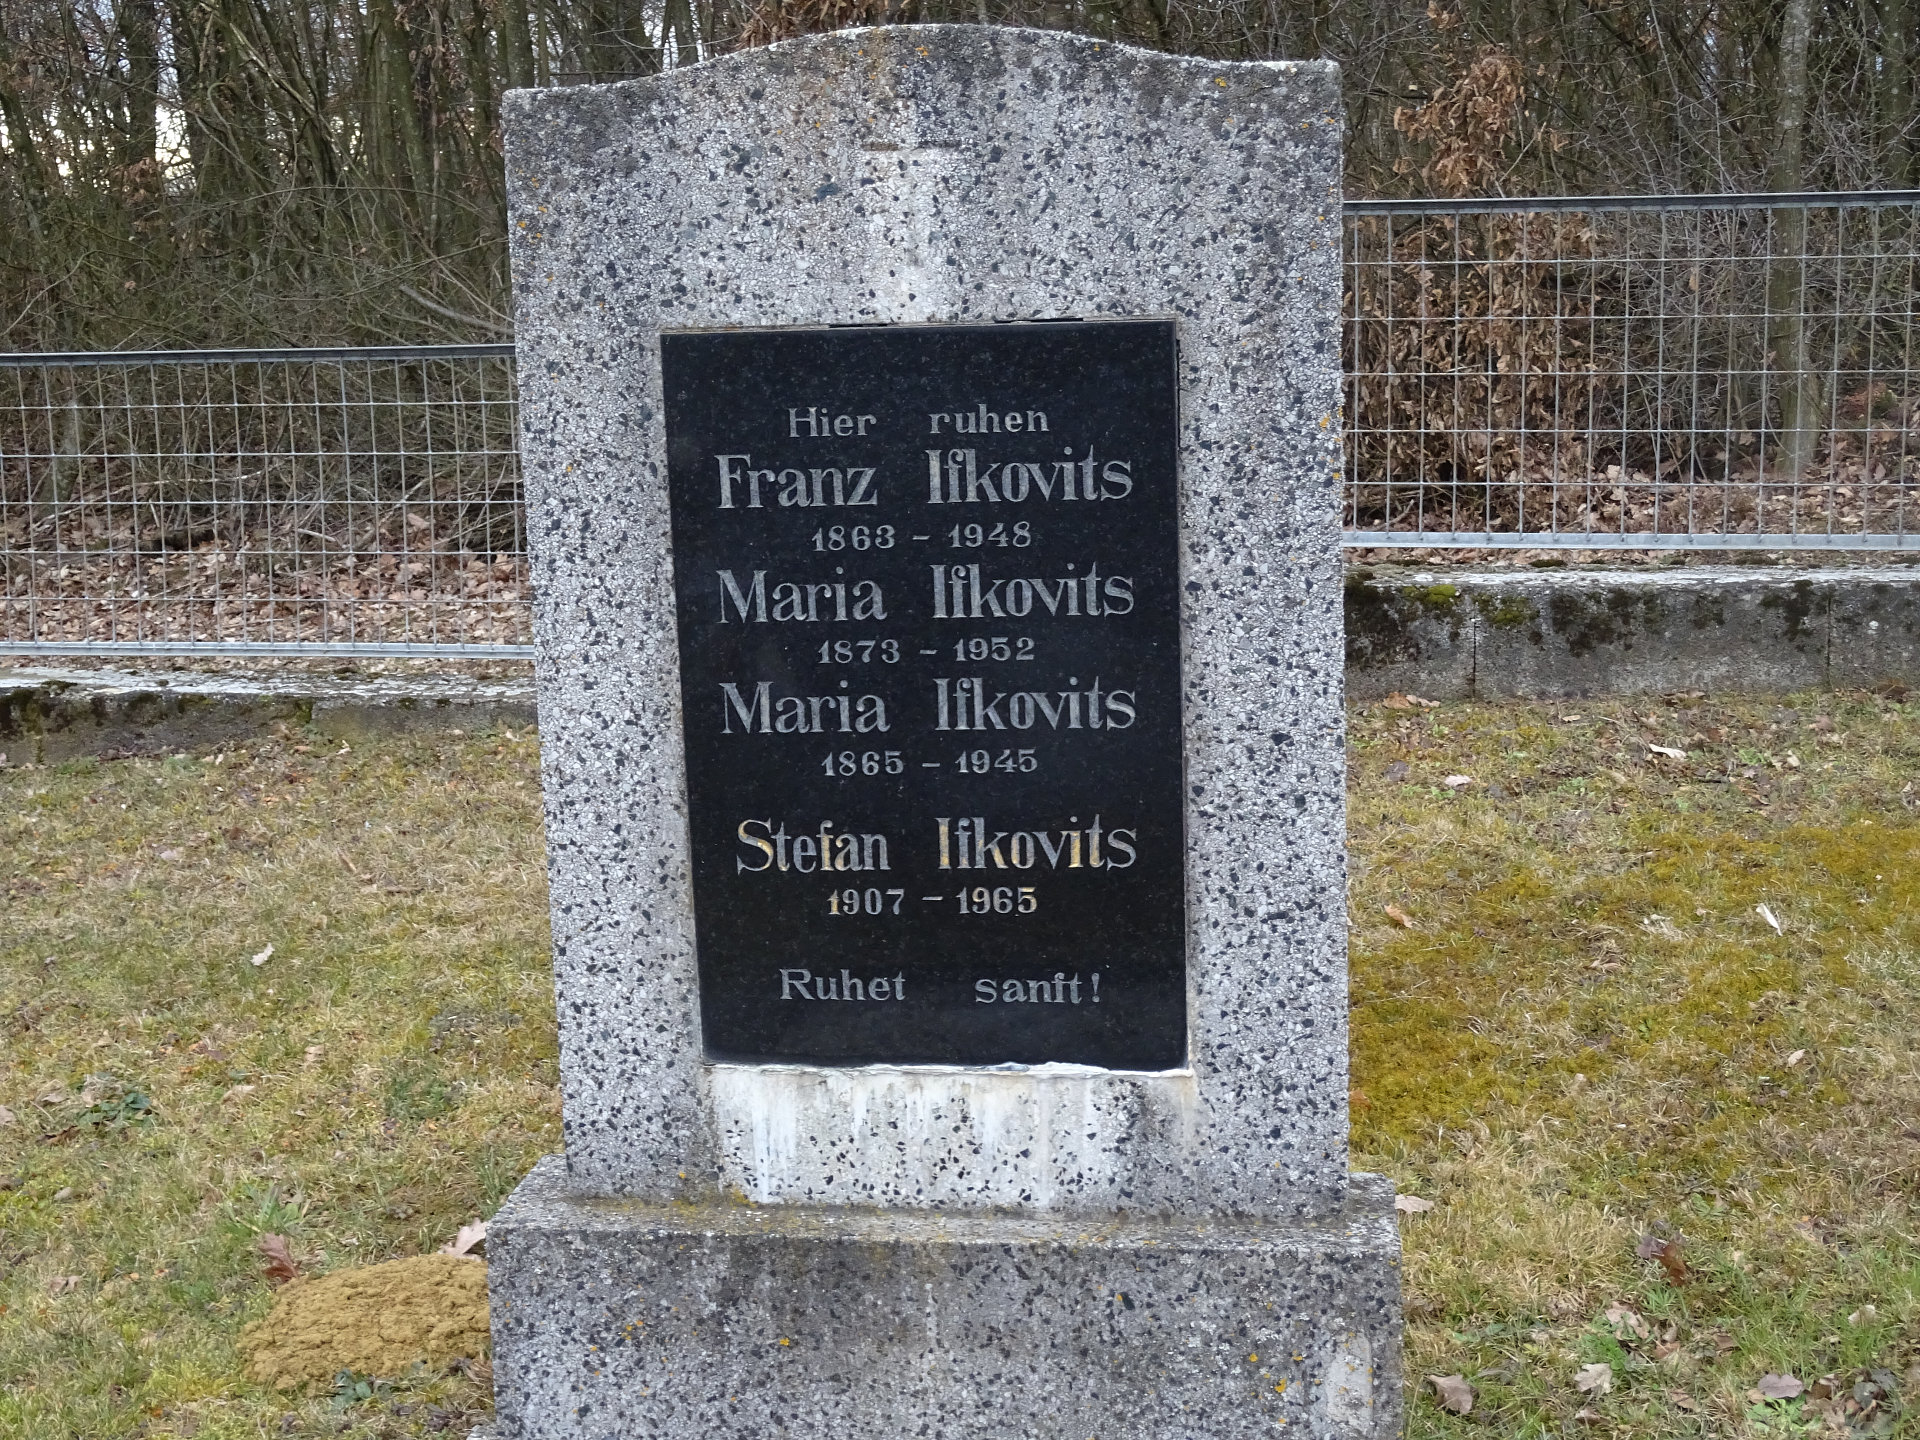 Hier ruhen
Franz Ifkovits
1863 - 1948
Maria Ifkovits
1873 - 1952
Maria Ifkovits
1865 - 1945
Stefan Ifkovits
1907 - 1965
Ruhet sanft!